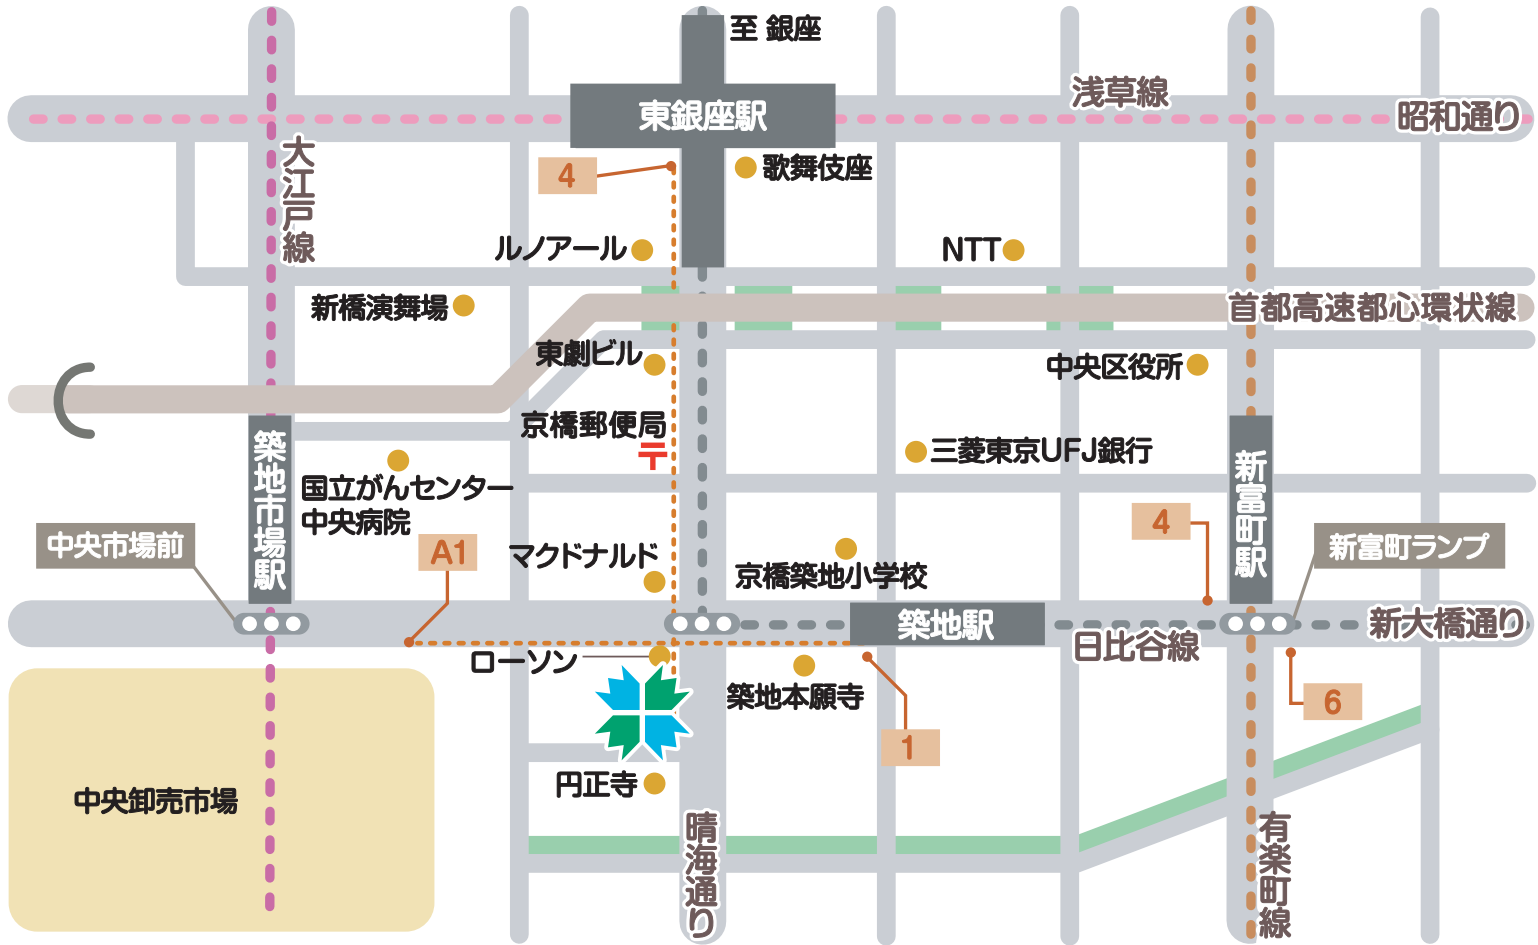 至 銀座
浅草線
昭和通り
東銀座駅
大江戸線
4
歌舞伎座
ルノアール
NTT
新橋演舞場
首都高速都心環状線
東劇ビル
中央区役所
京橋郵便局
〒
三菱東京UFJ銀行
築地市場駅
国立がんセンター
中央病院
新富町駅
4
中央市場前
A1
マクドナルド
京橋築地小学校
新富町ランプ
築地駅
新大橋通り
日比谷線
ローソン
築地本願寺
6
1
円正寺
中央卸売市場
晴海通り
有楽町線